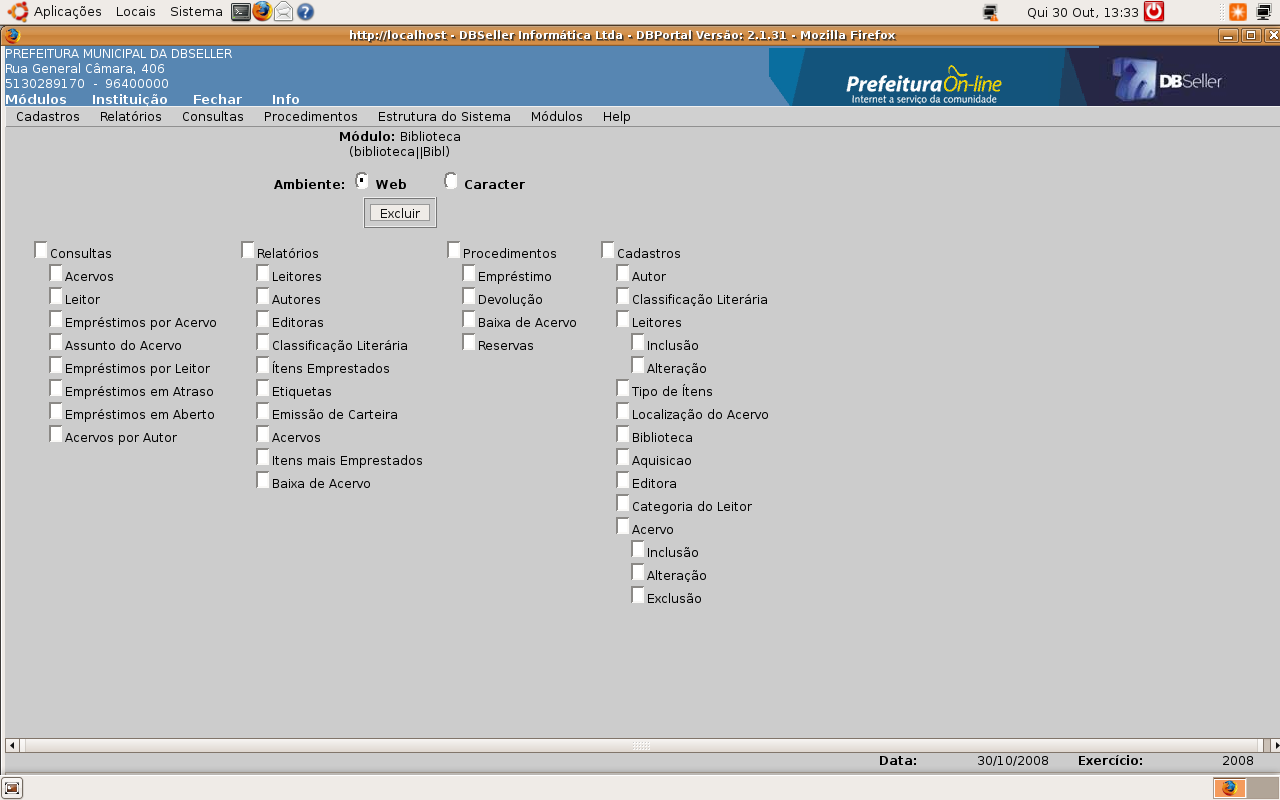 Aplicações Locais Sistema Qui 30 Out, 13:33
http://localhost - DBSeller Informática Ltda - DBPortal Versão: 2.1.31 - Mozilla Firefox
PREFEITURA MUNICIPAL DA DBSELLER
Rua General Câmara, 406
5130289170 - 96400000
Prefeitura On-line
Internet a serviço da comunidade
DBSeller
Módulos Instituição Fechar Info
Cadastros Relatórios Consultas Procedimentos Estrutura do Sistema Módulos Help
Módulo: Biblioteca
(biblioteca||Bibl)
Ambiente: Web Caracter
Excluir
Consultas
Acervos
Leitor
Empréstimos por Acervo
Assunto do Acervo
Empréstimos por Leitor
Empréstimos em Atraso
Empréstimos em Aberto
Acervos por Autor
Relatórios
Leitores
Autores
Editoras
Classificação Literária
Ítens Emprestados
Etiquetas
Emissão de Carteira
Acervos
Itens mais Emprestados
Baixa de Acervo
Procedimentos
Empréstimo
Devolução
Baixa de Acervo
Reservas
Cadastros
Autor
Classificação Literária
Leitores
Inclusão
Alteração
Tipo de Ítens
Localização do Acervo
Biblioteca
Aquisicao
Editora
Categoria do Leitor
Acervo
Inclusão
Alteração
Exclusão
Data: 30/10/2008 Exercício: 2008